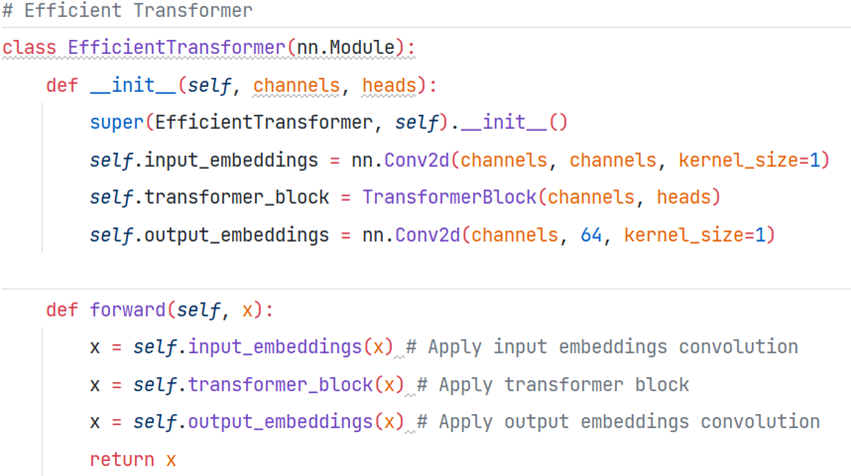 # Efficient Transformer
class EfficientTransformer(nn.Module):
    def __init__(self, channels, heads):
        super(EfficientTransformer, self).__init__()
        self.input_embeddings = nn.Conv2d(channels, channels, kernel_size=1)
        self.transformer_block = TransformerBlock(channels, heads)
        self.output_embeddings = nn.Conv2d(channels, 64, kernel_size=1)
    def forward(self, x):
        x = self.input_embeddings(x) # Apply input embeddings convolution
        x = self.transformer_block(x) # Apply transformer block
        x = self.output_embeddings(x) # Apply output embeddings convolution
        return x